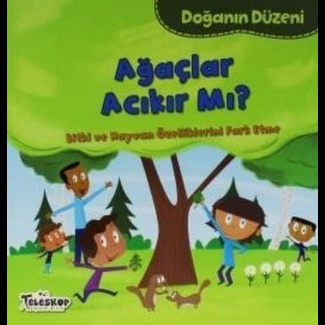 Doğanın Düzeni
Ağaçlar
Acıkır Mı?
Bitki ve Hayvan Özelliklerini Fark Etme
TELESKOP